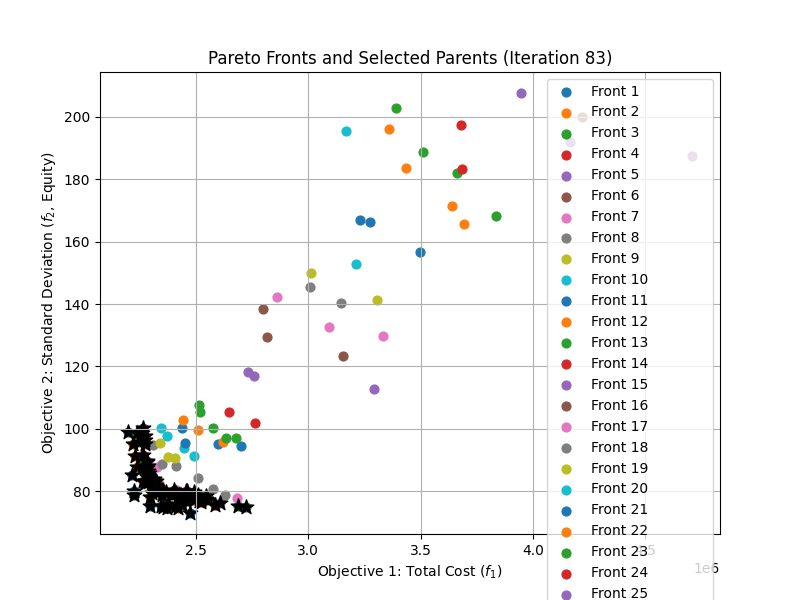 Pareto Fronts and Selected Parents (Iteration 83)
Objective 2: Standard Deviation (f₂, Equity)
200
180
160
140
120
100
80
2.5
3.0
3.5
4.0
4.5
1e6
Objective 1: Total Cost (f₁)
Front 1
Front 2
Front 3
Front 4
Front 5
Front 6
Front 7
Front 8
Front 9
Front 10
Front 11
Front 12
Front 13
Front 14
Front 15
Front 16
Front 17
Front 18
Front 19
Front 20
Front 21
Front 22
Front 23
Front 24
Front 25